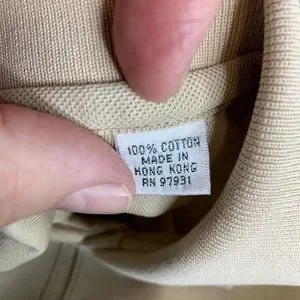 100% COTTON
MADE IN
HONG KONG
RN 97931